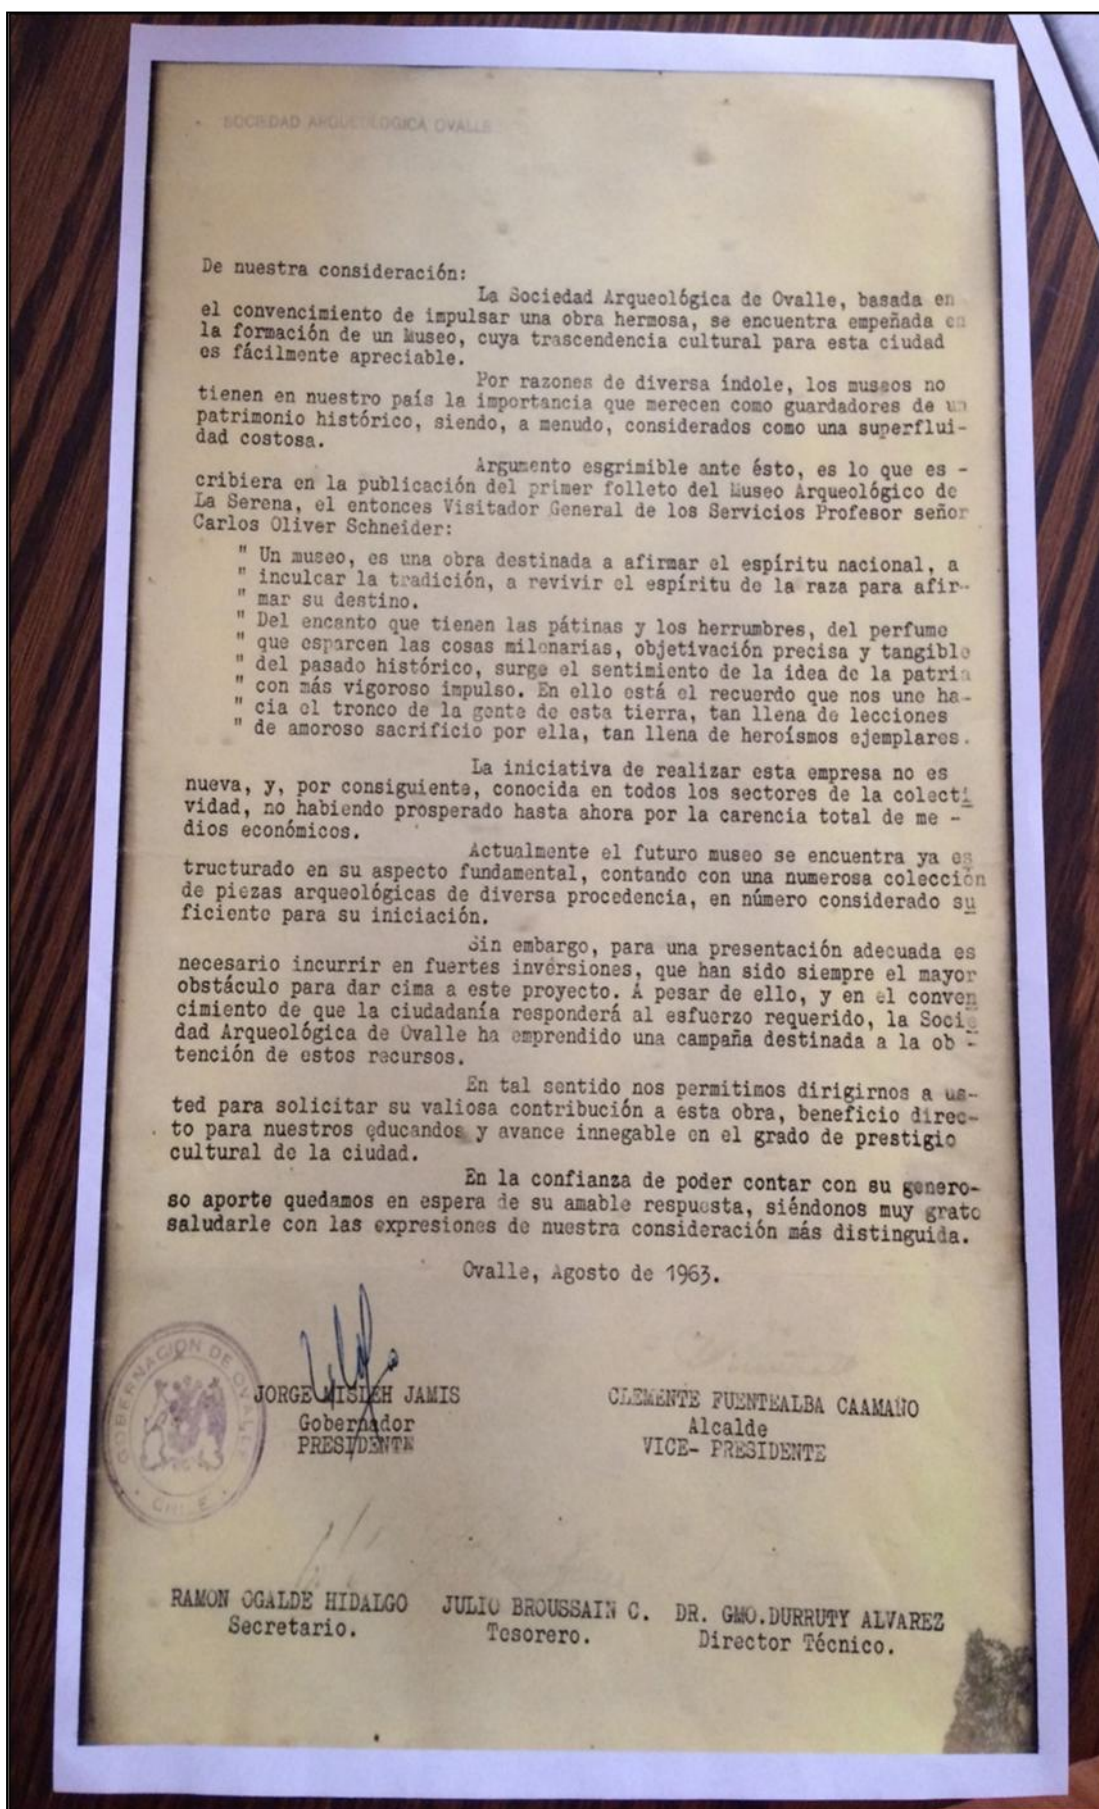 SOCIEDAD ARQUEOLOGICA OVALLE
De nuestra consideración:
La Sociedad Arqueológica de Ovalle, basada en
el convencimiento de impulsar una obra hermosa, se encuentra empeñada en
la formación de un Museo, cuya trascendencia cultural para esta ciudad
es fácilmente apreciable.
Por razones de diversa índole, los museos no
tienen en nuestro país la importancia que merecen como guardadores de un
patrimonio histórico, siendo, a menudo, considerados como una superflui-
dad costosa.
Argumento esgrimible ante ésto, es lo que es -
cribiera en la publicación del primer folleto del Museo Arqueológico de
La Serena, el entonces Visitador General de los Servicios Profesor señor
Carlos Oliver Schneider:
" Un museo, es una obra destinada a afirmar el espíritu nacional, a
" inculcar la tradición, a revivir el espíritu de la raza para afir-
" mar su destino.
" Del encanto que tienen las pátinas y los herrumbres, del perfume
" que esparcen las cosas milenarias, objetivación precisa y tangible
" del pasado histórico, surge el sentimiento de la idea de la patria
" con más vigoroso impulso. En ello está el recuerdo que nos une ha-
" cia el tronco de la gente de esta tierra, tan llena de lecciones
" de amoroso sacrificio por ella, tan llena de heroísmos ejemplares.
La iniciativa de realizar esta empresa no es
nueva, y, por consiguiente, conocida en todos los sectores de la colecti
vidad, no habiendo prosperado hasta ahora por la carencia total de me -
dios económicos.
Actualmente el futuro museo se encuentra ya es
tructurado en su aspecto fundamental, contando con una numerosa colección
de piezas arqueológicas de diversa procedencia, en número considerado su
ficiente para su iniciación.
Sin embargo, para una presentación adecuada es
necesario incurrir en fuertes inversiones, que han sido siempre el mayor
obstáculo para dar cima a este proyecto. A pesar de ello, y en el conven
cimiento de que la ciudadanía responderá al esfuerzo requerido, la Socie
dad Arqueológica de Ovalle ha emprendido una campaña destinada a la ob -
tención de estos recursos.
En tal sentido nos permitimos dirigirnos a us-
ted para solicitar su valiosa contribución a esta obra, beneficio direc-
to para nuestros educandos y avance innegable en el grado de prestigio
cultural de la ciudad.
En la confianza de poder contar con su genero-
so aporte quedamos en espera de su amable respuesta, siéndonos muy grato
saludarle con las expresiones de nuestra consideración más distinguida.
Ovalle, Agosto de 1963.
GOBERNACION DE OVALLE
CHILE
JORGE MISLEH JAMIS CLEMENTE FUENTEALBA CAAMAÑO
Gobernador Alcalde
PRESIDENTE VICE- PRESIDENTE
RAMON OGALDE HIDALGO JULIO BROUSSAIN C. DR. GMO.DURRUTY ALVAREZ
Secretario. Tesorero. Director Técnico.